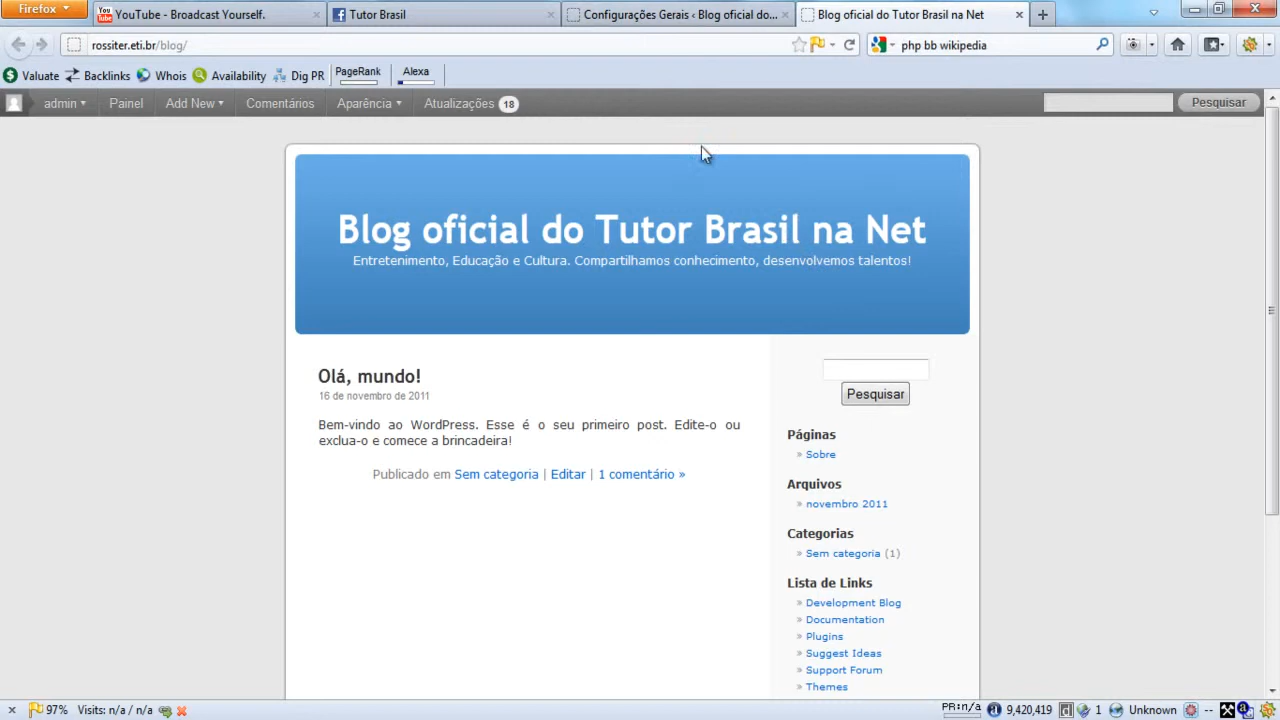 Firefox
You Tube YouTube - Broadcast Yourself.
Tutor Brasil
Configurações Gerais ‹ Blog oficial do...
Blog oficial do Tutor Brasil na Net
rossiter.eti.br/blog/
php bb wikipedia
Valuate Backlinks Whois Availability Dig PR PageRank Alexa
admin Painel Add New Comentários Aparência Atualizações 18 Pesquisar
Blog oficial do Tutor Brasil na Net
Entretenimento, Educação e Cultura. Compartilhamos conhecimento, desenvolvemos talentos!
Olá, mundo!
16 de novembro de 2011
Bem-vindo ao WordPress. Esse é o seu primeiro post. Edite-o ou
exclua-o e comece a brincadeira!
Publicado em Sem categoria | Editar | 1 comentário »
Pesquisar
Páginas
» Sobre
Arquivos
» novembro 2011
Categorias
» Sem categoria (1)
Lista de Links
» Development Blog
» Documentation
» Plugins
» Suggest Ideas
» Support Forum
» Themes
97% Visits: n/a / n/a PR:n/a 9,420,419 1 Unknown --